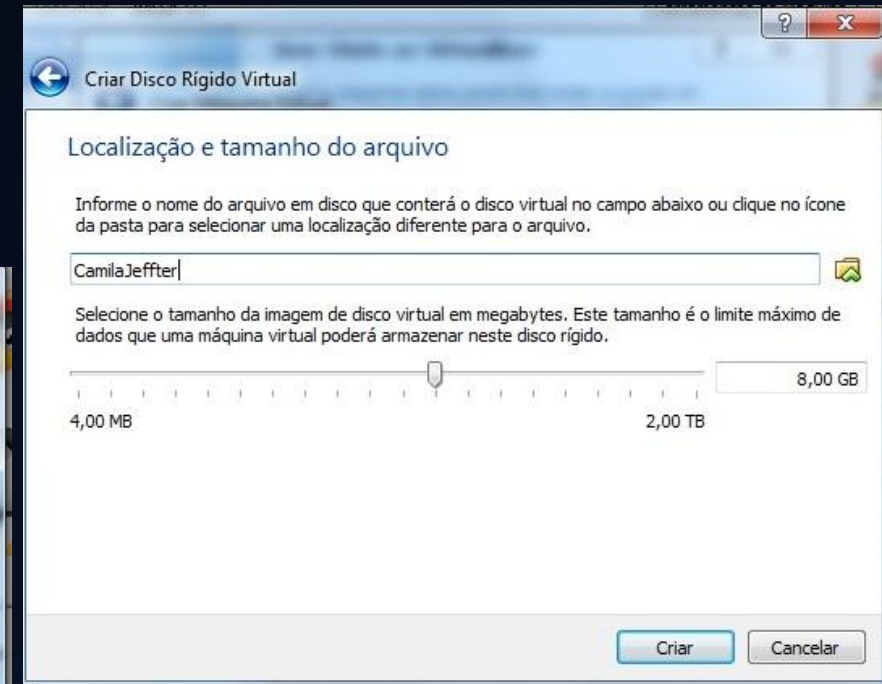 Criar Disco Rígido Virtual
Localização e tamanho do arquivo
Informe o nome do arquivo em disco que conterá o disco virtual no campo abaixo ou clique no ícone
da pasta para selecionar uma localização diferente para o arquivo.
CamilaJeffter
Selecione o tamanho da imagem de disco virtual em megabytes. Este tamanho é o limite máximo de
dados que uma máquina virtual poderá armazenar neste disco rígido.
8,00 GB
4,00 MB 2,00 TB
Criar Cancelar